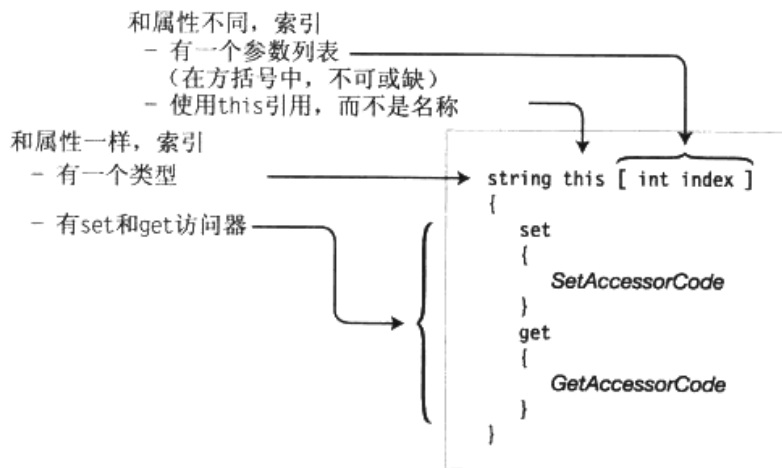 和属性不同，索引
- 有一个参数列表
（在方括号中，不可或缺）
- 使用this引用，而不是名称
和属性一样，索引
- 有一个类型
- 有set和get访问器
string this [ int index ]
{
set
{
SetAccessorCode
}
get
{
GetAccessorCode
}
}